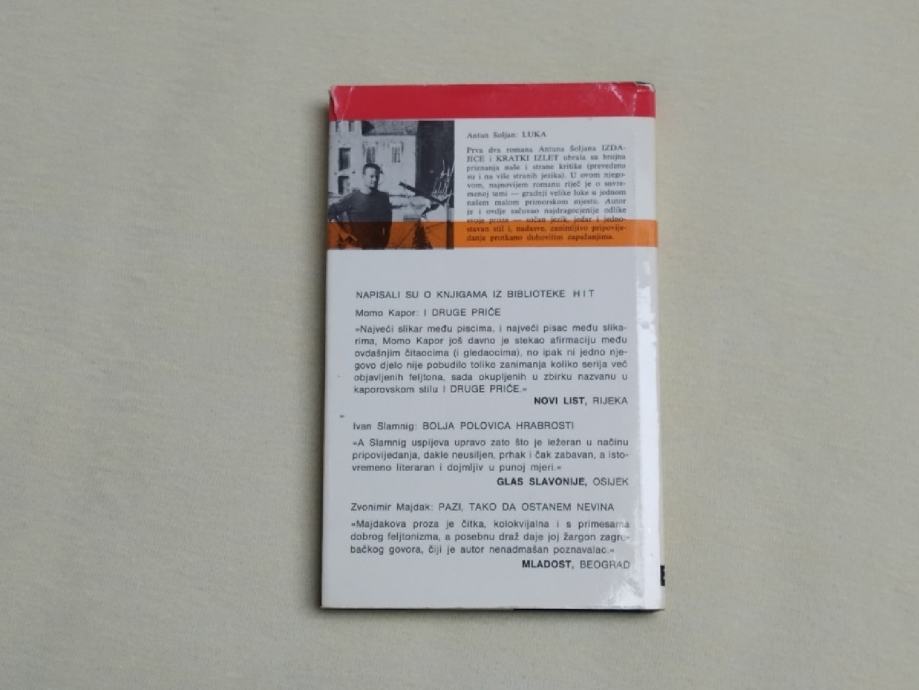 Antun Šoljan: LUKA
Prva dva romana Antuna Šoljana IZDA-
JICE i KRATKI IZLET ubrala su brojna
priznanja naše i strane kritike (prevedeno
su i na više stranih jezika). U ovom njego-
vom, najnovijem romanu riječ je o suvre-
menoj temi — gradnji velike luke u jednom
našem malom primorskom mjestu. Autor
je i ovdje sačuvao najdragocjenije odlike
svoje proze — sočan jezik, jedar i jedno-
stavan stil i, nadasve, zanimljivo pripovije-
danje protkano duhovitim zapažanjima.
NAPISALI SU O KNJIGAMA IZ BIBLIOTEKE HIT
Momo Kapor: I DRUGE PRIČE
»Najveći slikar među piscima, i najveći pisac među slika-
rima, Momo Kapor još davno je stekao afirmaciju među
ovdašnjim čitaocima (i gledaocima), no ipak ni jedno nje-
govo djelo nije pobudilo toliko zanimanja koliko serija već
objavljenih feljtona, sada okupljenih u zbirku nazvanu u
kaporovskom stilu I DRUGE PRIČE.«
NOVI LIST, RIJEKA
Ivan Slamnig: BOLJA POLOVICA HRABROSTI
»A Slamnig uspijeva upravo zato što je ležeran u načinu
pripovijedanja, dakle neusiljen, prhak i čak zabavan, a isto-
vremeno literaran i dojmljiv u punoj mjeri.«
GLAS SLAVONIJE, OSIJEK
Zvonimir Majdak: PAZI, TAKO DA OSTANEM NEVINA
»Majdakova proza je čitka, kolokvijalna i s primesama
dobrog feljtonizma, a posebnu draž daje joj žargon zagre-
bačkog govora, čiji je autor nenadmašan poznavalac.«
MLADOST, BEOGRAD